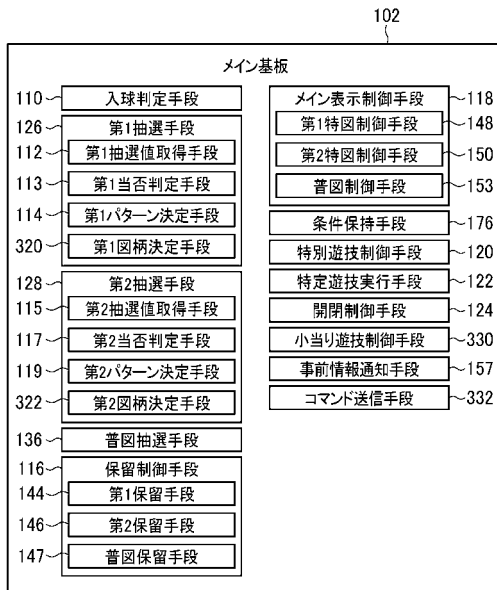 102
メイン基板
110 入球判定手段
126 第1抽選手段
112 第1抽選値取得手段
113 第1当否判定手段
114 第1パターン決定手段
320 第1図柄決定手段
128 第2抽選手段
115 第2抽選値取得手段
117 第2当否判定手段
119 第2パターン決定手段
322 第2図柄決定手段
136 普図抽選手段
116 保留制御手段
144 第1保留手段
146 第2保留手段
147 普図保留手段
メイン表示制御手段 118
第1特図制御手段 148
第2特図制御手段 150
普図制御手段 153
条件保持手段 176
特別遊技制御手段 120
特定遊技実行手段 122
開閉制御手段 124
小当り遊技制御手段 330
事前情報通知手段 157
コマンド送信手段 332